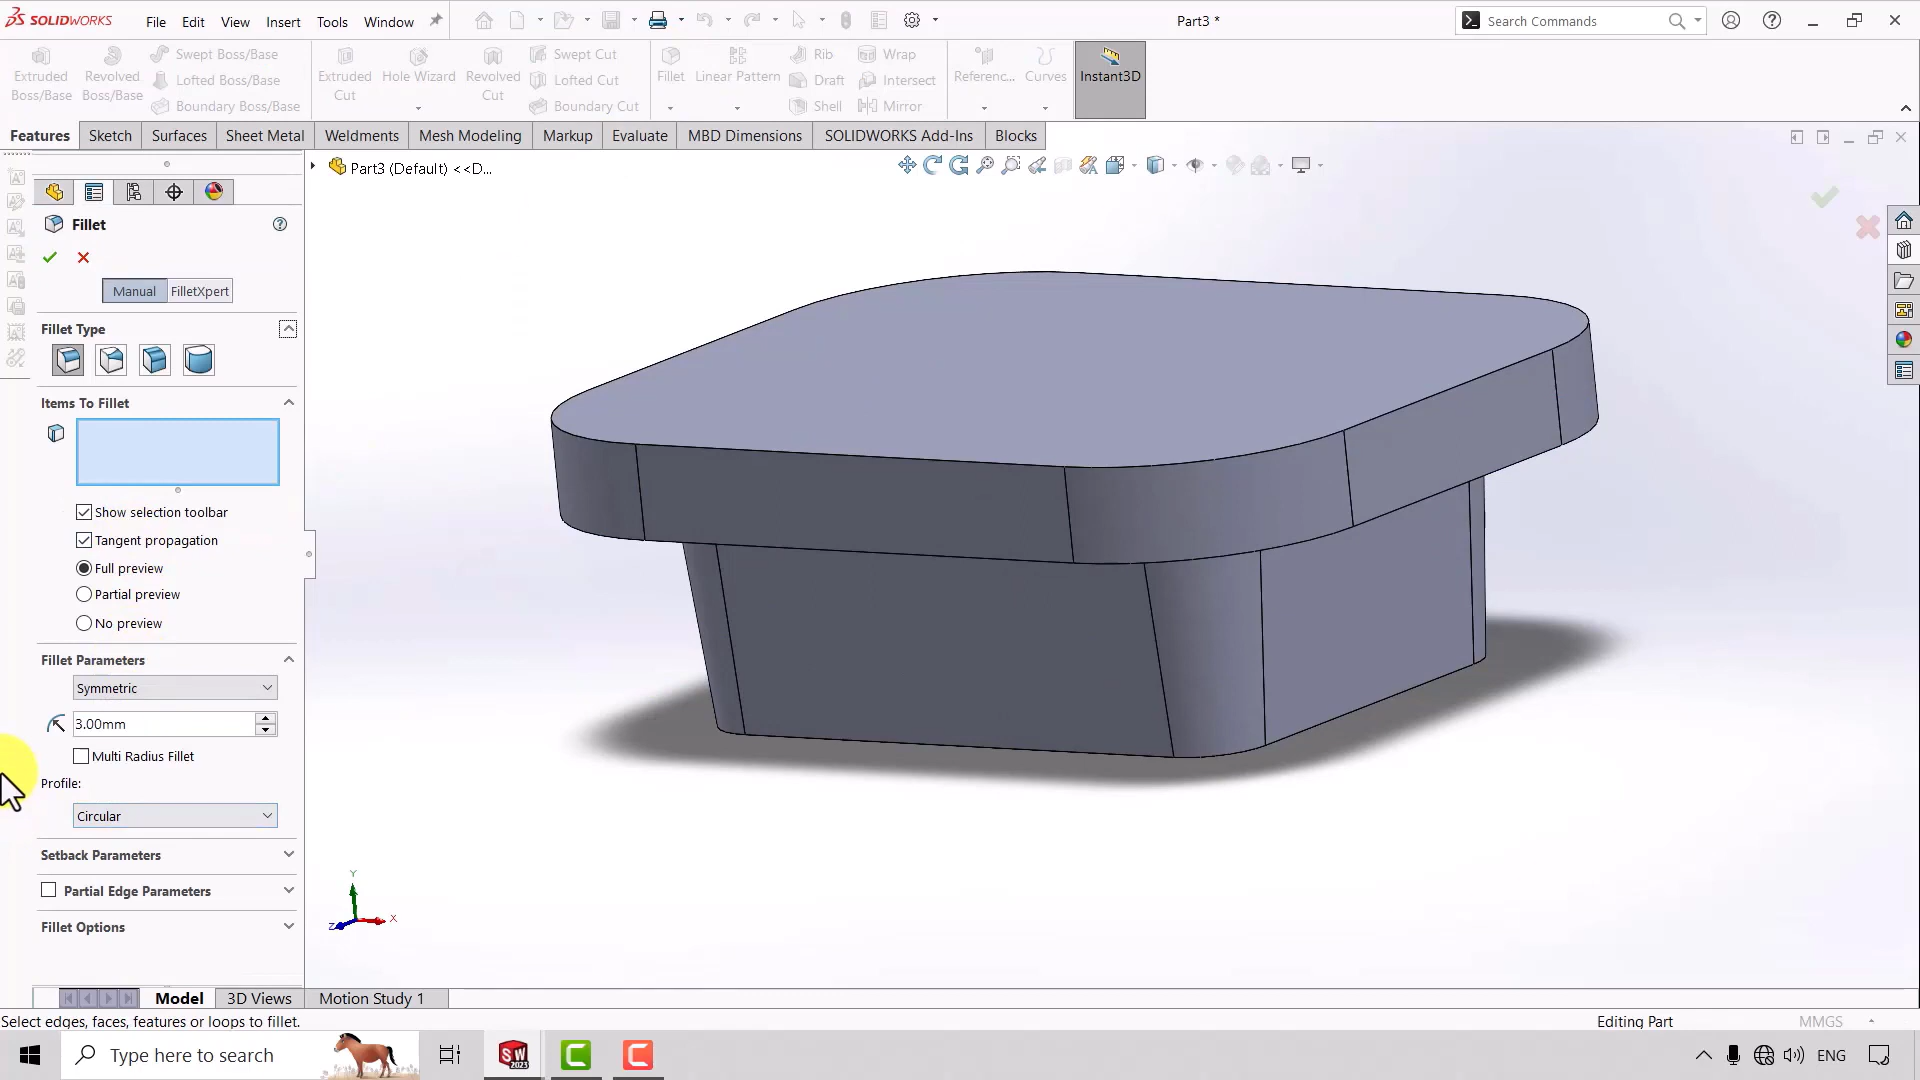 SOLIDWORKS File Edit View Insert Tools Window Part3 * Search Commands
Extruded Boss/Base
Revolved Boss/Base
Swept Boss/Base
Lofted Boss/Base
Boundary Boss/Base
Extruded Cut
Hole Wizard
Revolved Cut
Swept Cut
Lofted Cut
Boundary Cut
Fillet
Linear Pattern
Rib
Draft
Shell
Wrap
Intersect
Mirror
Referenc...
Curves
Instant3D
Features Sketch Surfaces Sheet Metal Weldments Mesh Modeling Markup Evaluate MBD Dimensions SOLIDWORKS Add-Ins Blocks
Part3 (Default) <<D...
Fillet
Manual FilletXpert
Fillet Type
Items To Fillet
Show selection toolbar
Tangent propagation
Full preview
Partial preview
No preview
Fillet Parameters
Symmetric
3.00mm
Multi Radius Fillet
Profile:
Circular
Setback Parameters
Partial Edge Parameters
Fillet Options
Y
X
Z
Model 3D Views Motion Study 1
Select edges, faces, features or loops to fillet. Editing Part MMGS
Type here to search SW 2023 ENG